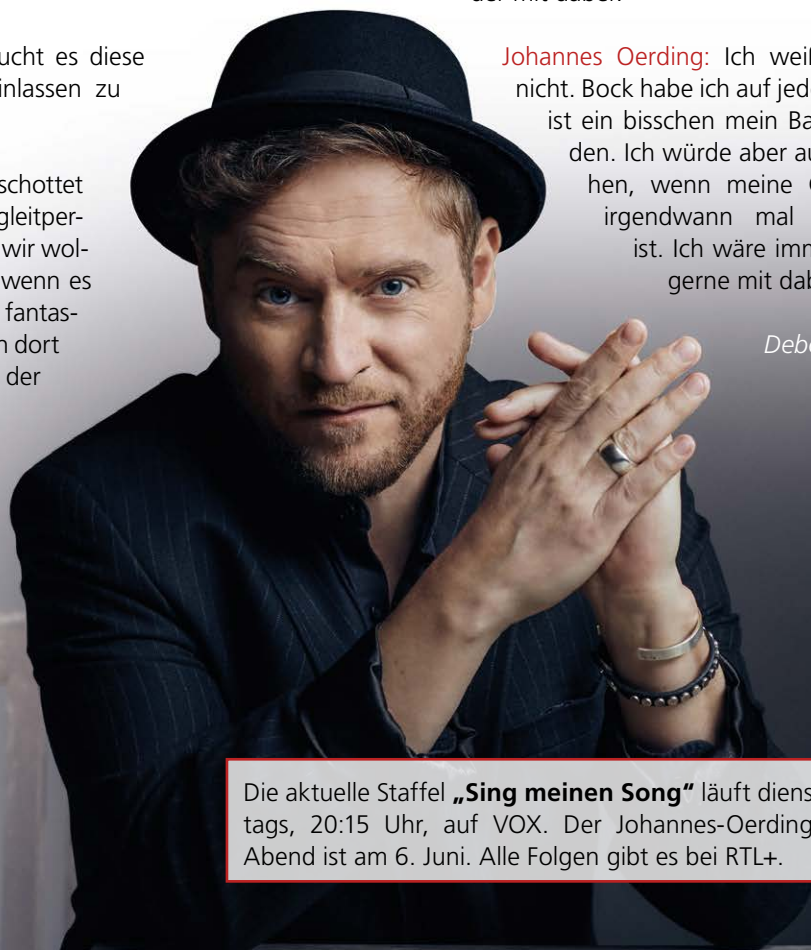 ucht es diese
inlassen zu
schottet
gleitper-
wir wol-
wenn es
fantas-
n dort
der
Johannes Oerding: Ich weiß
nicht. Bock habe ich auf jed
ist ein bisschen mein Ba
den. Ich würde aber au
hen, wenn meine
irgendwann mal
ist. Ich wäre imm
gerne mit dab
Debo
Die aktuelle Staffel „Sing meinen Song“ läuft diens
tags, 20:15 Uhr, auf VOX. Der Johannes-Oerding
Abend ist am 6. Juni. Alle Folgen gibt es bei RTL+.